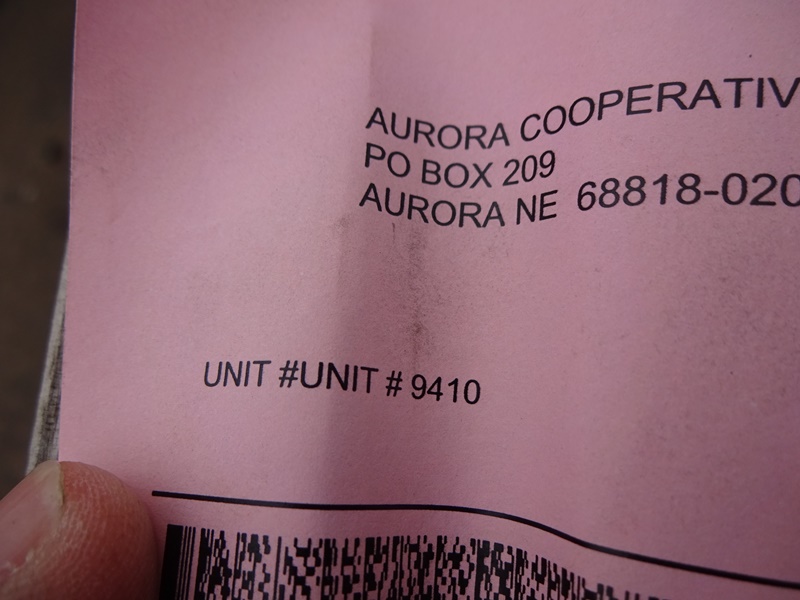 AURORA COOPERATIV
PO BOX 209
AURORA NE 68818-020
UNIT #UNIT # 9410